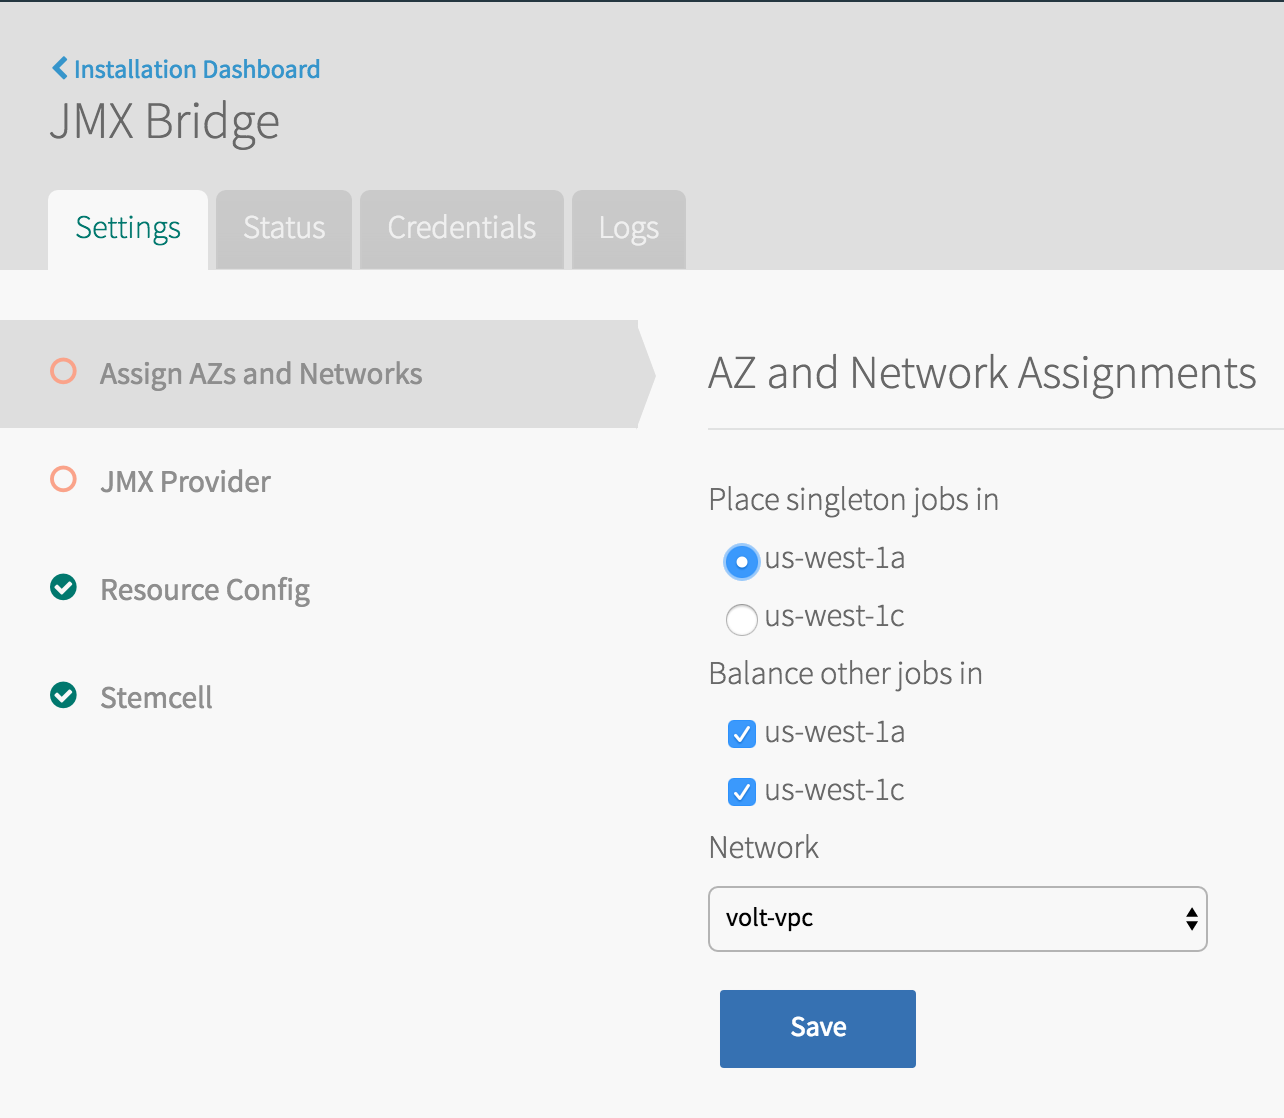 Installation Dashboard
JMX Bridge
Settings
Status
Credentials
Logs
Assign AZs and Networks
JMX Provider
Resource Config
Stemcell
AZ and Network Assignments
Place singleton jobs in
us-west-1a
us-west-1c
Balance other jobs in
us-west-1a
us-west-1c
Network
volt-vpc
Save